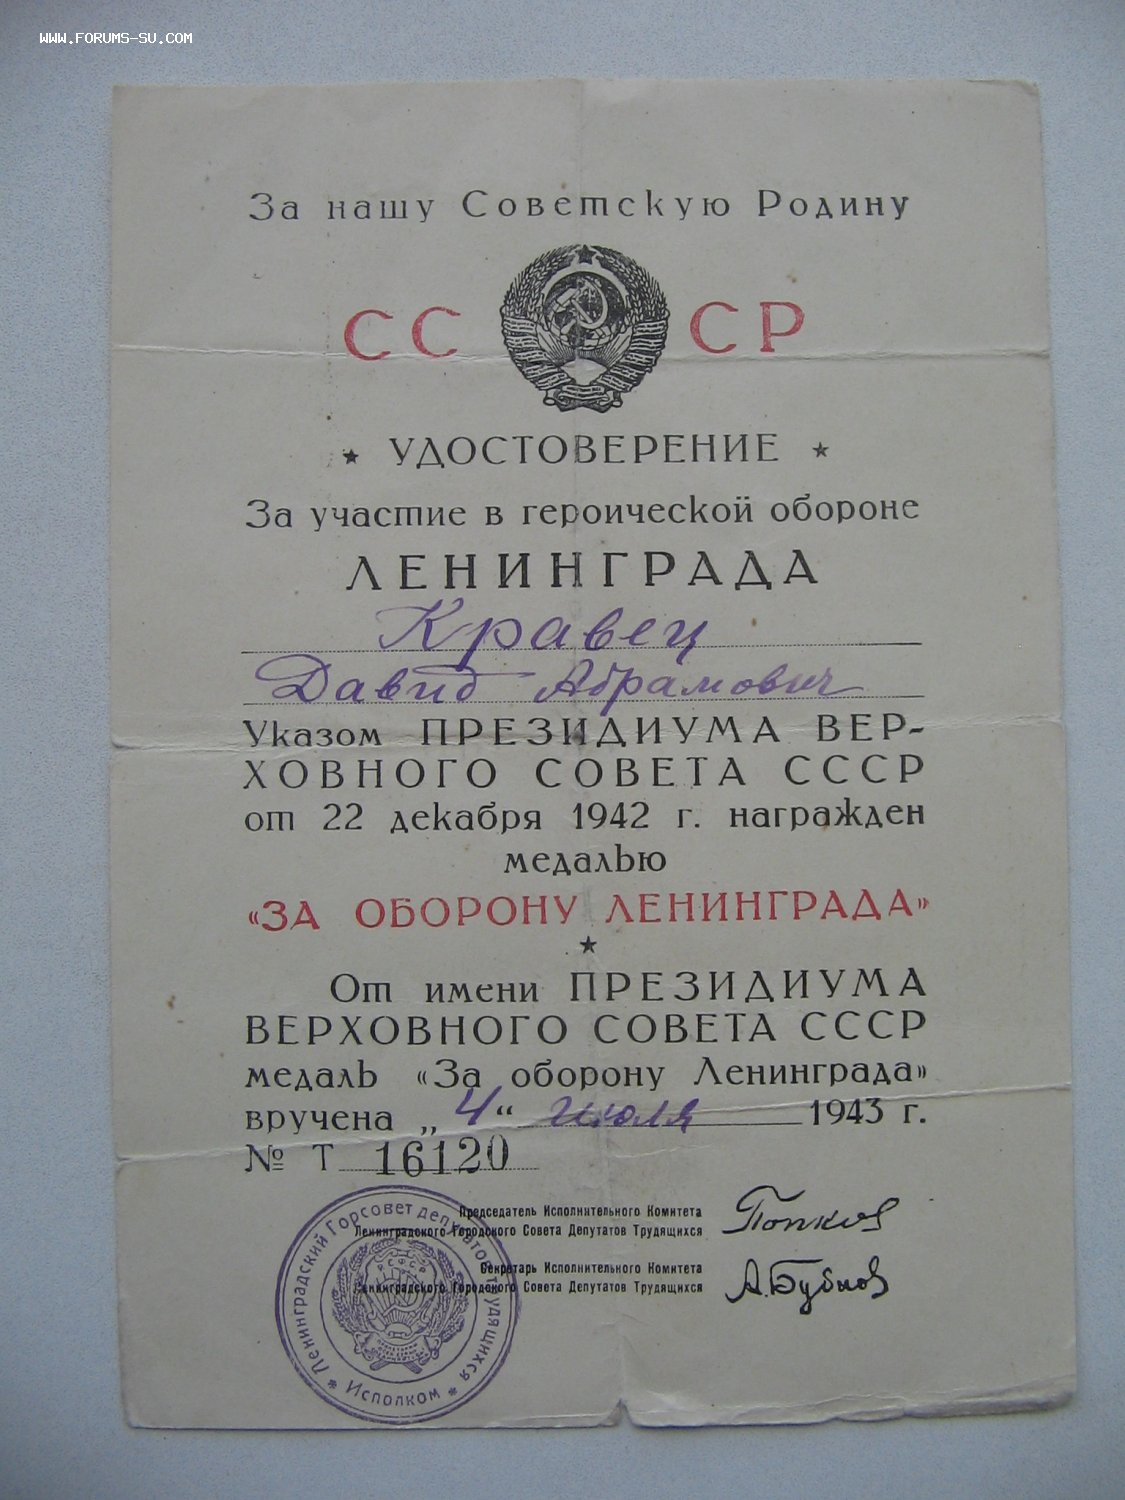 WWW.FORUMS-SU.COM
За нашу Советскую Родину
СС СР
УДОСТОВЕРЕНИЕ
За участие в героической обороне
ЛЕНИНГРАДА
Кравец
Давид Абрамович
Указом ПРЕЗИДИУМА ВЕР-
ХОВНОГО СОВЕТА СССР
от 22 декабря 1942 г. награжден
медалью
«ЗА ОБОРОНУ ЛЕНИНГРАДА»
От имени ПРЕЗИДИУМА
ВЕРХОВНОГО СОВЕТА СССР
медаль «За оборону Ленинграда»
вручена „4“ июля 1943 г.
№ Т 16120
Председатель Исполнительного Комитета
Ленинградского Городского Совета Депутатов Трудящихся
Попков
Секретарь Исполнительного Комитета
Ленинградского Городского Совета Депутатов Трудящихся
А.Бубнов
Ленинградский Горсовет депутатов трудящихся
* Исполком *
РСФСР